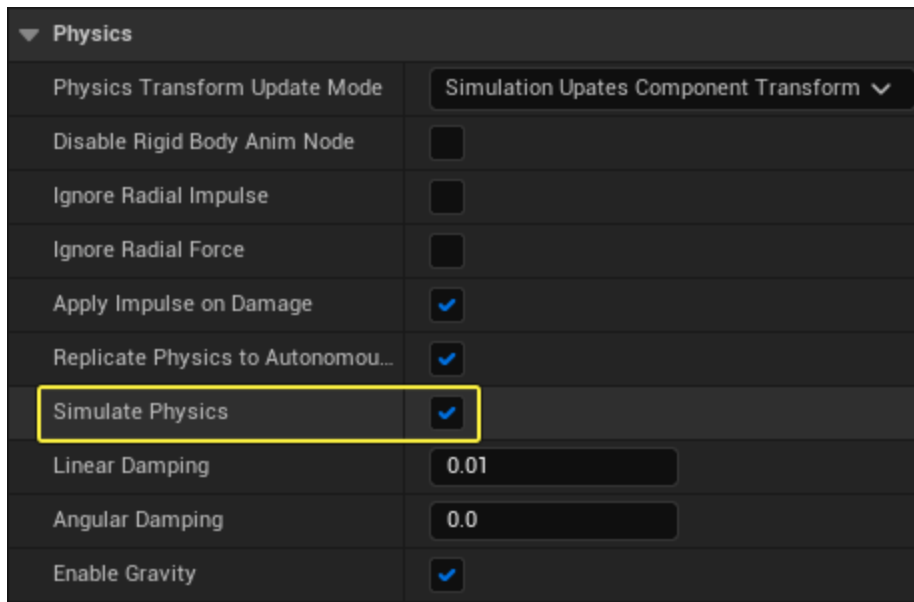 Physics
Physics Transform Update Mode Simulation Upates Component Transform
Disable Rigid Body Anim Node
Ignore Radial Impulse
Ignore Radial Force
Apply Impulse on Damage
Replicate Physics to Autonomou...
Simulate Physics
Linear Damping 0.01
Angular Damping 0.0
Enable Gravity